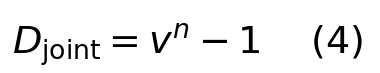 D_joint = v^n − 1 (4)